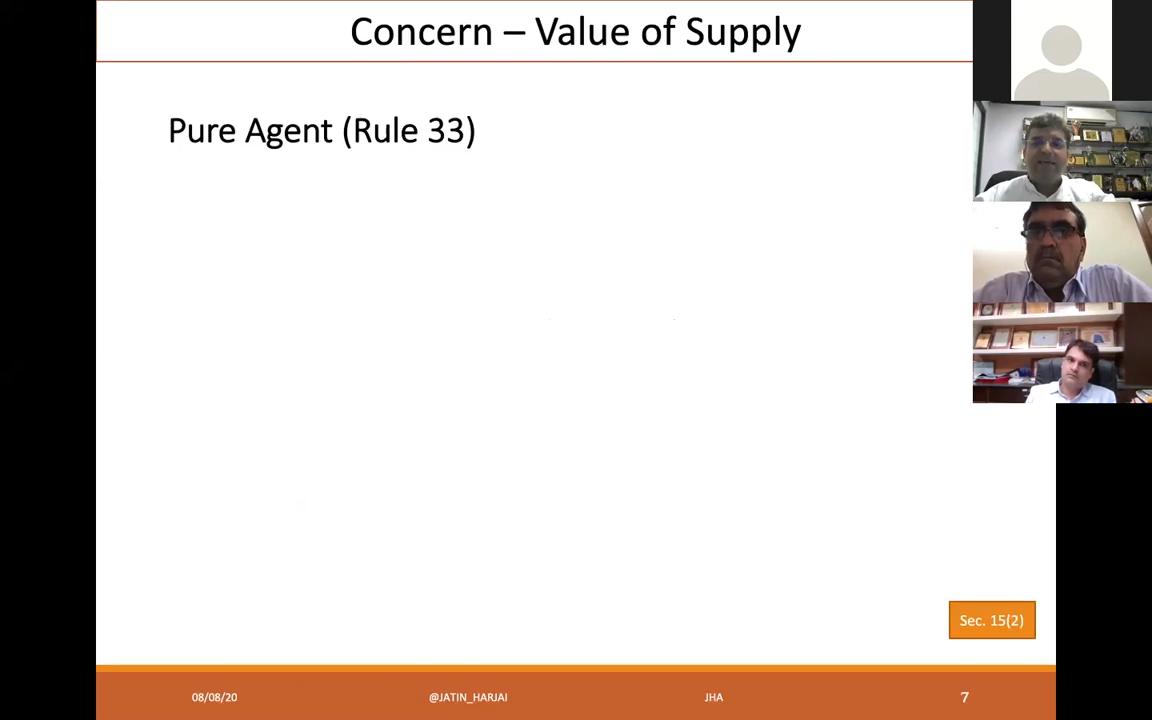 Concern – Value of Supply
Pure Agent (Rule 33)
Sec. 15(2)
08/08/20
@JATIN_HARJAI
JHA
7